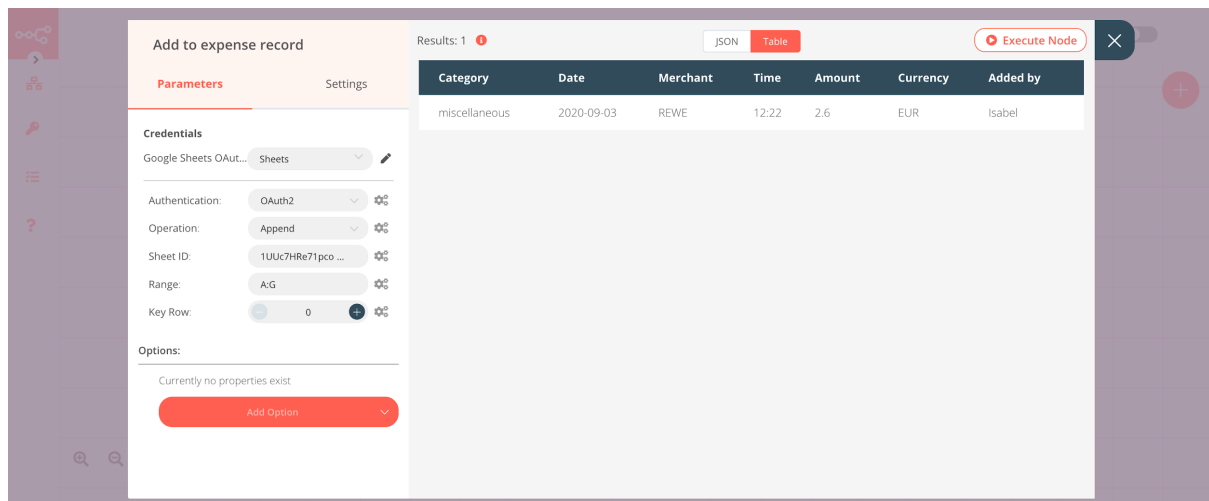 Add to expense record
Parameters Settings
Credentials
Google Sheets OAut... Sheets
Authentication: OAuth2
Operation: Append
Sheet ID: 1UUc7HRe71pco ...
Range: A:G
Key Row: 0
Options:
Currently no properties exist
Add Option
Results: 1
JSON Table
Execute Node
Category Date Merchant Time Amount Currency Added by
miscellaneous 2020-09-03 REWE 12:22 2.6 EUR Isabel